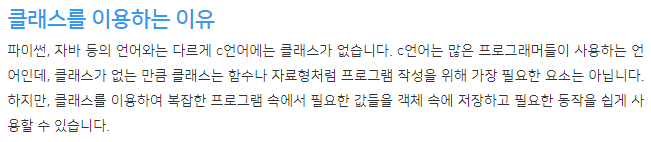 클래스를 이용하는 이유
파이썬, 자바 등의 언어와는 다르게 c언어에는 클래스가 없습니다. c언어는 많은 프로그래머들이 사용하는 언
어인데, 클래스가 없는 만큼 클래스는 함수나 자료형처럼 프로그램 작성을 위해 가장 필요한 요소는 아닙니다.
하지만, 클래스를 이용하여 복잡한 프로그램 속에서 필요한 값들을 객체 속에 저장하고 필요한 동작을 쉽게 사
용할 수 있습니다.